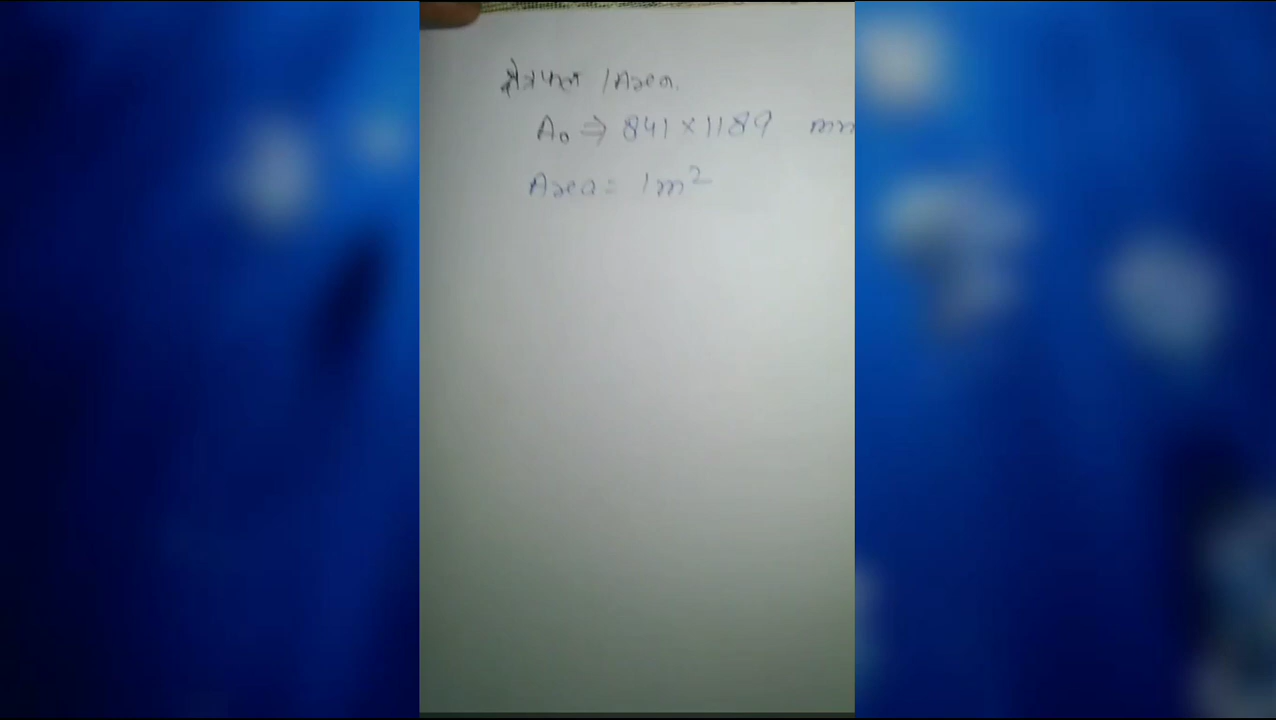 क्षेत्रफल /Area.
A₀ ⇒ 841 × 1189 mm
Area = 1m²